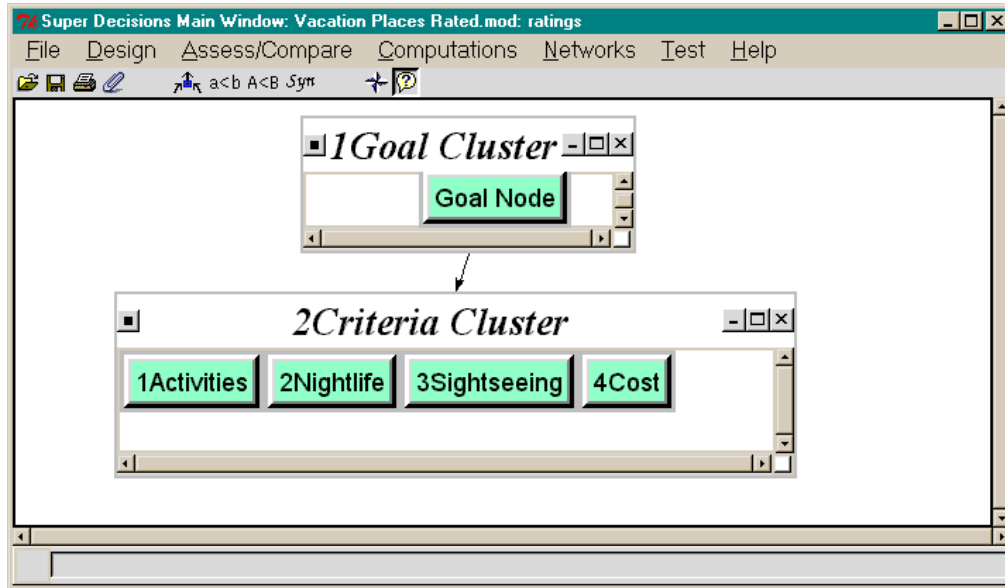 Super Decisions Main Window: Vacation Places Rated.mod: ratings
File Design Assess/Compare Computations Networks Test Help
a<b A<B Syn
1Goal Cluster
Goal Node
2Criteria Cluster
1Activities 2Nightlife 3Sightseeing 4Cost